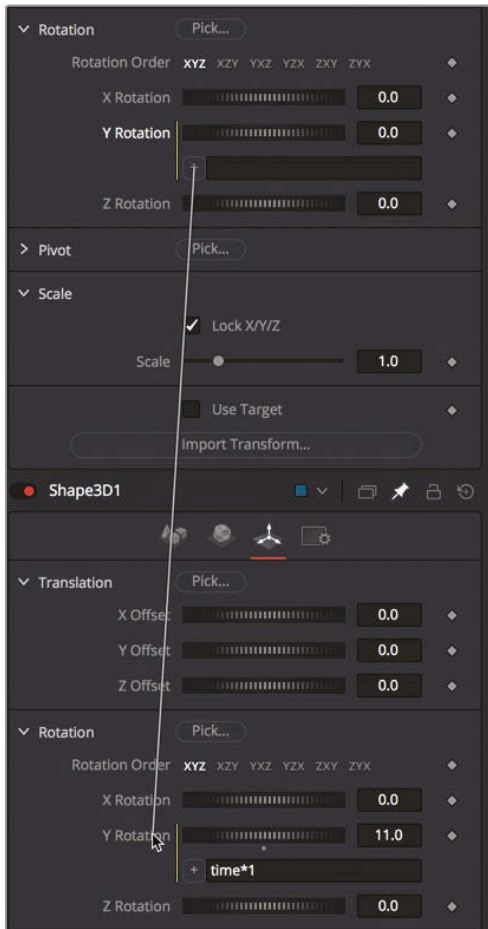 Rotation Pick...
Rotation Order XYZ XZY YXZ YZX ZXY ZYX
X Rotation 0.0
Y Rotation 0.0
+
Z Rotation 0.0
Pivot Pick...
Scale
Lock X/Y/Z
Scale 1.0
Use Target
Import Transform...
Shape3D1
Translation Pick...
X Offset 0.0
Y Offset 0.0
Z Offset 0.0
Rotation Pick...
Rotation Order XYZ XZY YXZ YZX ZXY ZYX
X Rotation 0.0
Y Rotation 11.0
+ time*1
Z Rotation 0.0